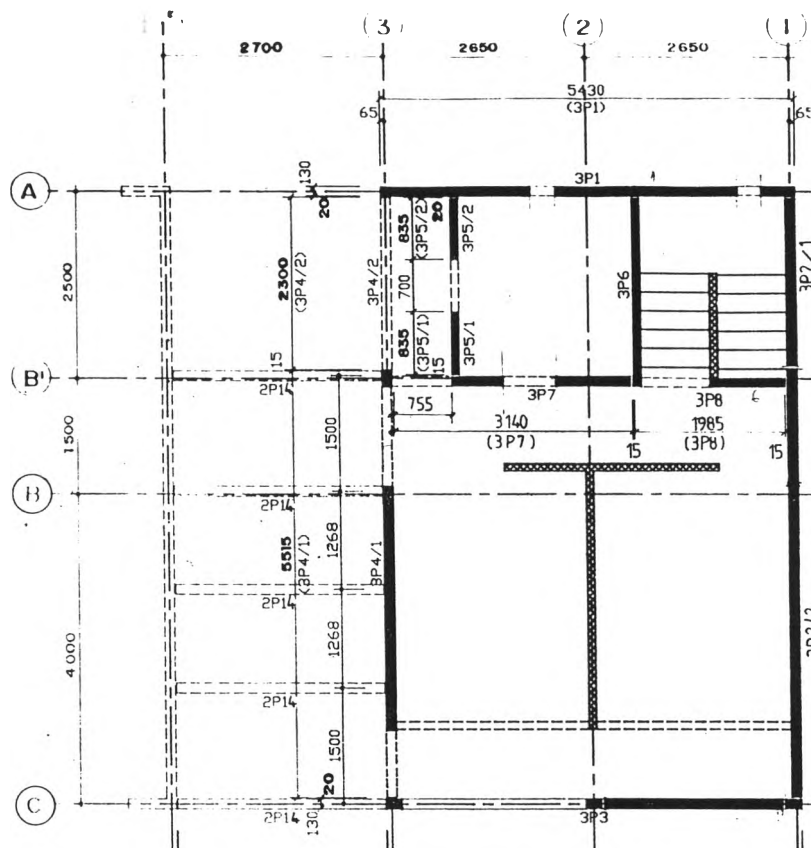 (3) (2) (1)
2700 2650 2650
5430
(3P1)
65 65
A
130
20
3P1
2500
2300
(3P4/2)
3P4/2
835
(3P5/2)
20
3P5/2
700
835
(3P5/1)
15
3P5/1
3P6
3P2/1
15
B'
2P14
3P7
3P8
6
755
3140
(3P7)
15
1985
(3P8)
15
1500
1500
B
2P14
1268
5515
(3P4/1)
3P4/1
2P14
4000
1268
2P14
1500
20
C
2P14
130
3P3